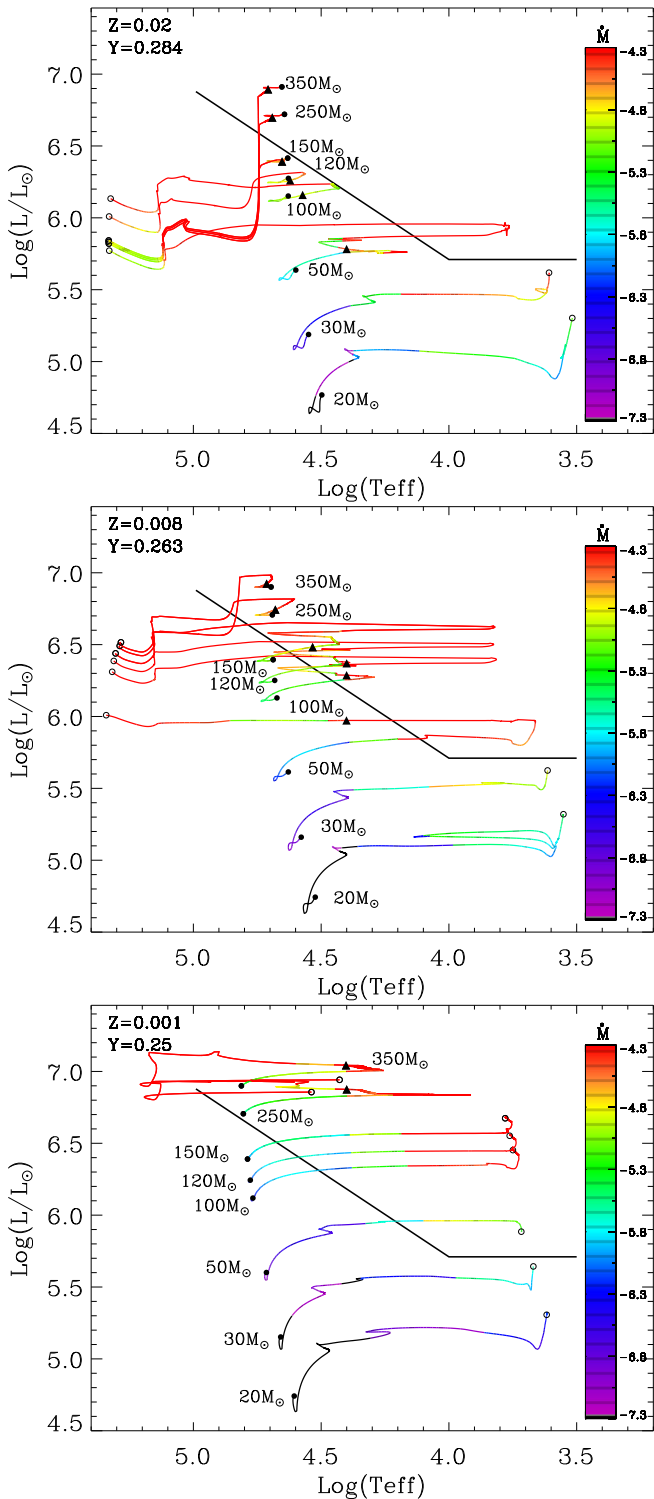 Z=0.02
Y=0.284
Ṁ
7.0
6.5
6.0
5.5
5.0
4.5
Log(L/L⊙)
350M⊙
250M⊙
150M⊙
120M⊙
100M⊙
50M⊙
30M⊙
20M⊙
-4.3
-4.8
-5.3
-5.8
-6.3
-6.8
-7.3
5.0 4.5 4.0 3.5
Log(Teff)
Z=0.008
Y=0.263
Ṁ
7.0
6.5
6.0
5.5
5.0
4.5
Log(L/L⊙)
350M⊙
250M⊙
150M⊙
120M⊙
100M⊙
50M⊙
30M⊙
20M⊙
-4.3
-4.8
-5.3
-5.8
-6.3
-6.8
-7.3
5.0 4.5 4.0 3.5
Log(Teff)
Z=0.001
Y=0.25
Ṁ
7.0
6.5
6.0
5.5
5.0
4.5
Log(L/L⊙)
350M⊙
250M⊙
150M⊙
120M⊙
100M⊙
50M⊙
30M⊙
20M⊙
-4.3
-4.8
-5.3
-5.8
-6.3
-6.8
-7.3
5.0 4.5 4.0 3.5
Log(Teff)